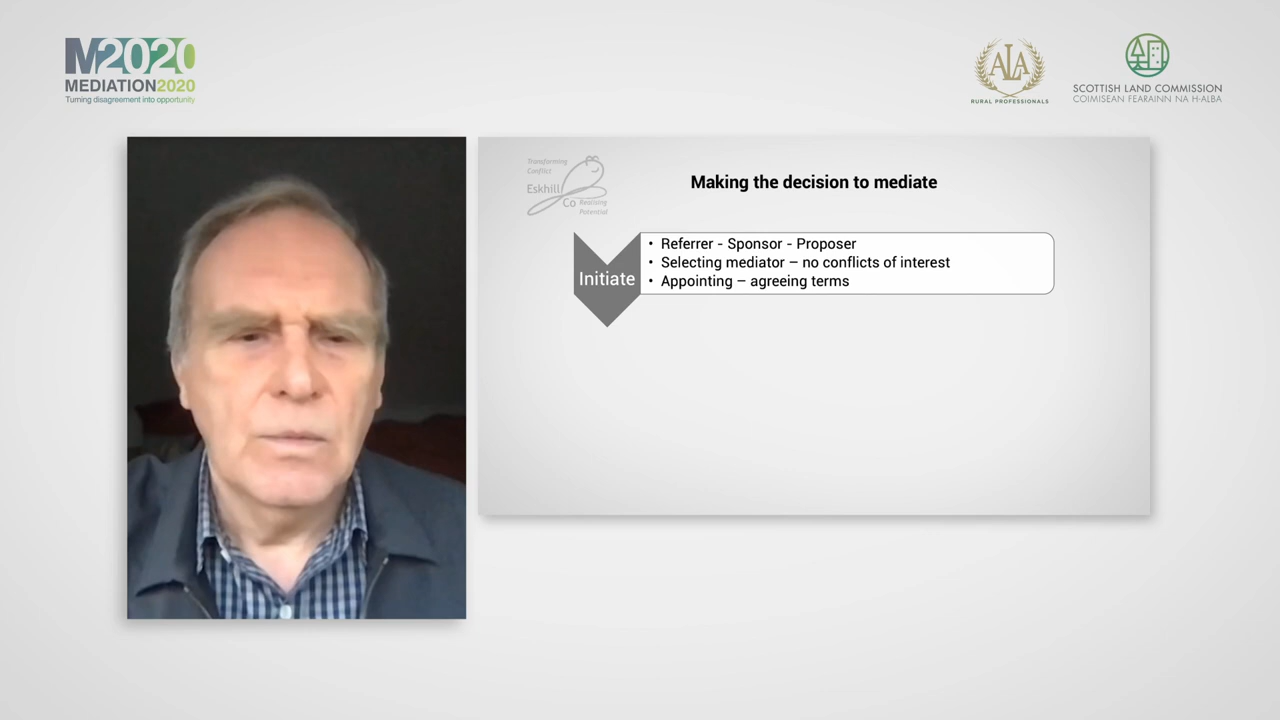 M2020
MEDIATION2020
Turning disagreement into opportunity
ALA
RURAL PROFESSIONALS
SCOTTISH LAND COMMISSION
COIMISEAN FEARAINN NA H-ALBA
Transforming
Conflict
Eskhill
Co
Realising
Potential
Making the decision to mediate
Initiate
• Referrer - Sponsor - Proposer
• Selecting mediator – no conflicts of interest
• Appointing – agreeing terms